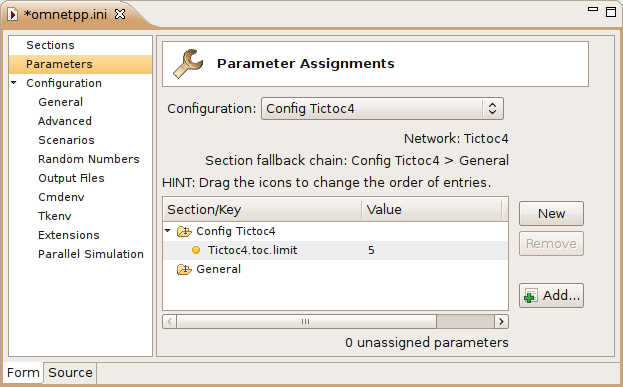 *omnetpp.ini
Sections
Parameters
Configuration
General
Advanced
Scenarios
Random Numbers
Output Files
Cmdenv
Tkenv
Extensions
Parallel Simulation
Parameter Assignments
Configuration: Config Tictoc4
Network: Tictoc4
Section fallback chain: Config Tictoc4 > General
HINT: Drag the icons to change the order of entries.
Section/Key Value
Config Tictoc4
Tictoc4.toc.limit 5
General
New
Remove
Add...
0 unassigned parameters
Form Source